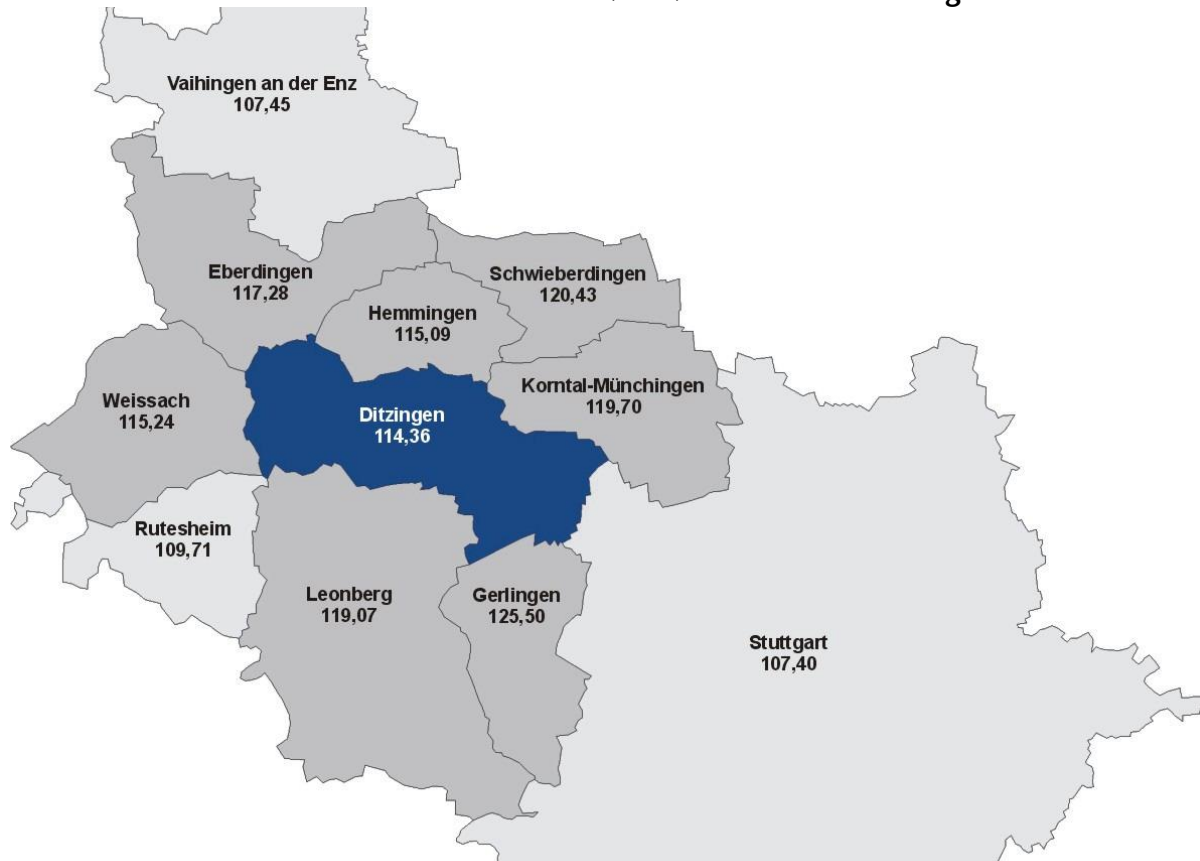 Vaihingen an der Enz
107,45
Eberdingen
117,28
Schwieberdingen
120,43
Hemmingen
115,09
Korntal-Münchingen
119,70
Weissach
115,24
Ditzingen
114,36
Rutesheim
109,71
Leonberg
119,07
Gerlingen
125,50
Stuttgart
107,40